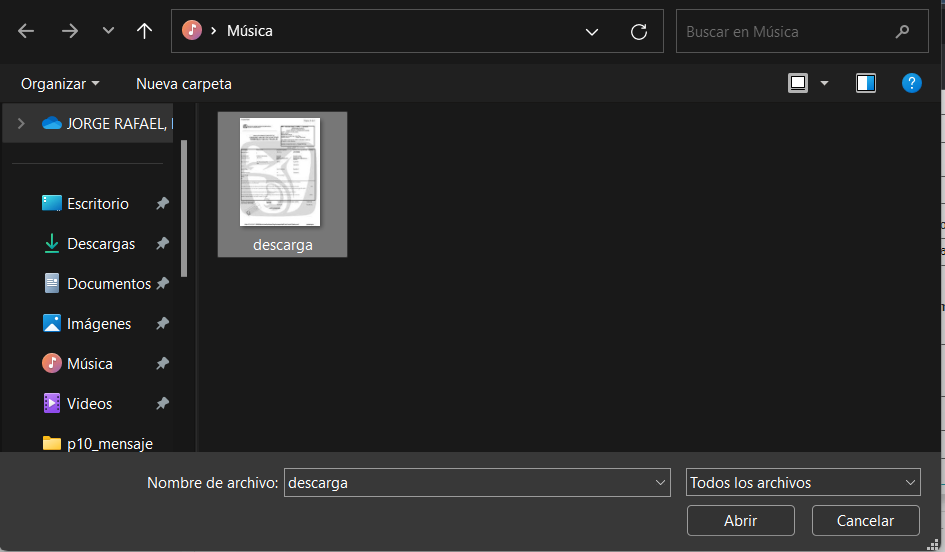 Música
Buscar en Música
Organizar
Nueva carpeta
JORGE RAFAEL,
Escritorio
Descargas
Documentos
Imágenes
Música
Videos
p10_mensaje
descarga
Nombre de archivo: descarga
Todos los archivos
Abrir
Cancelar